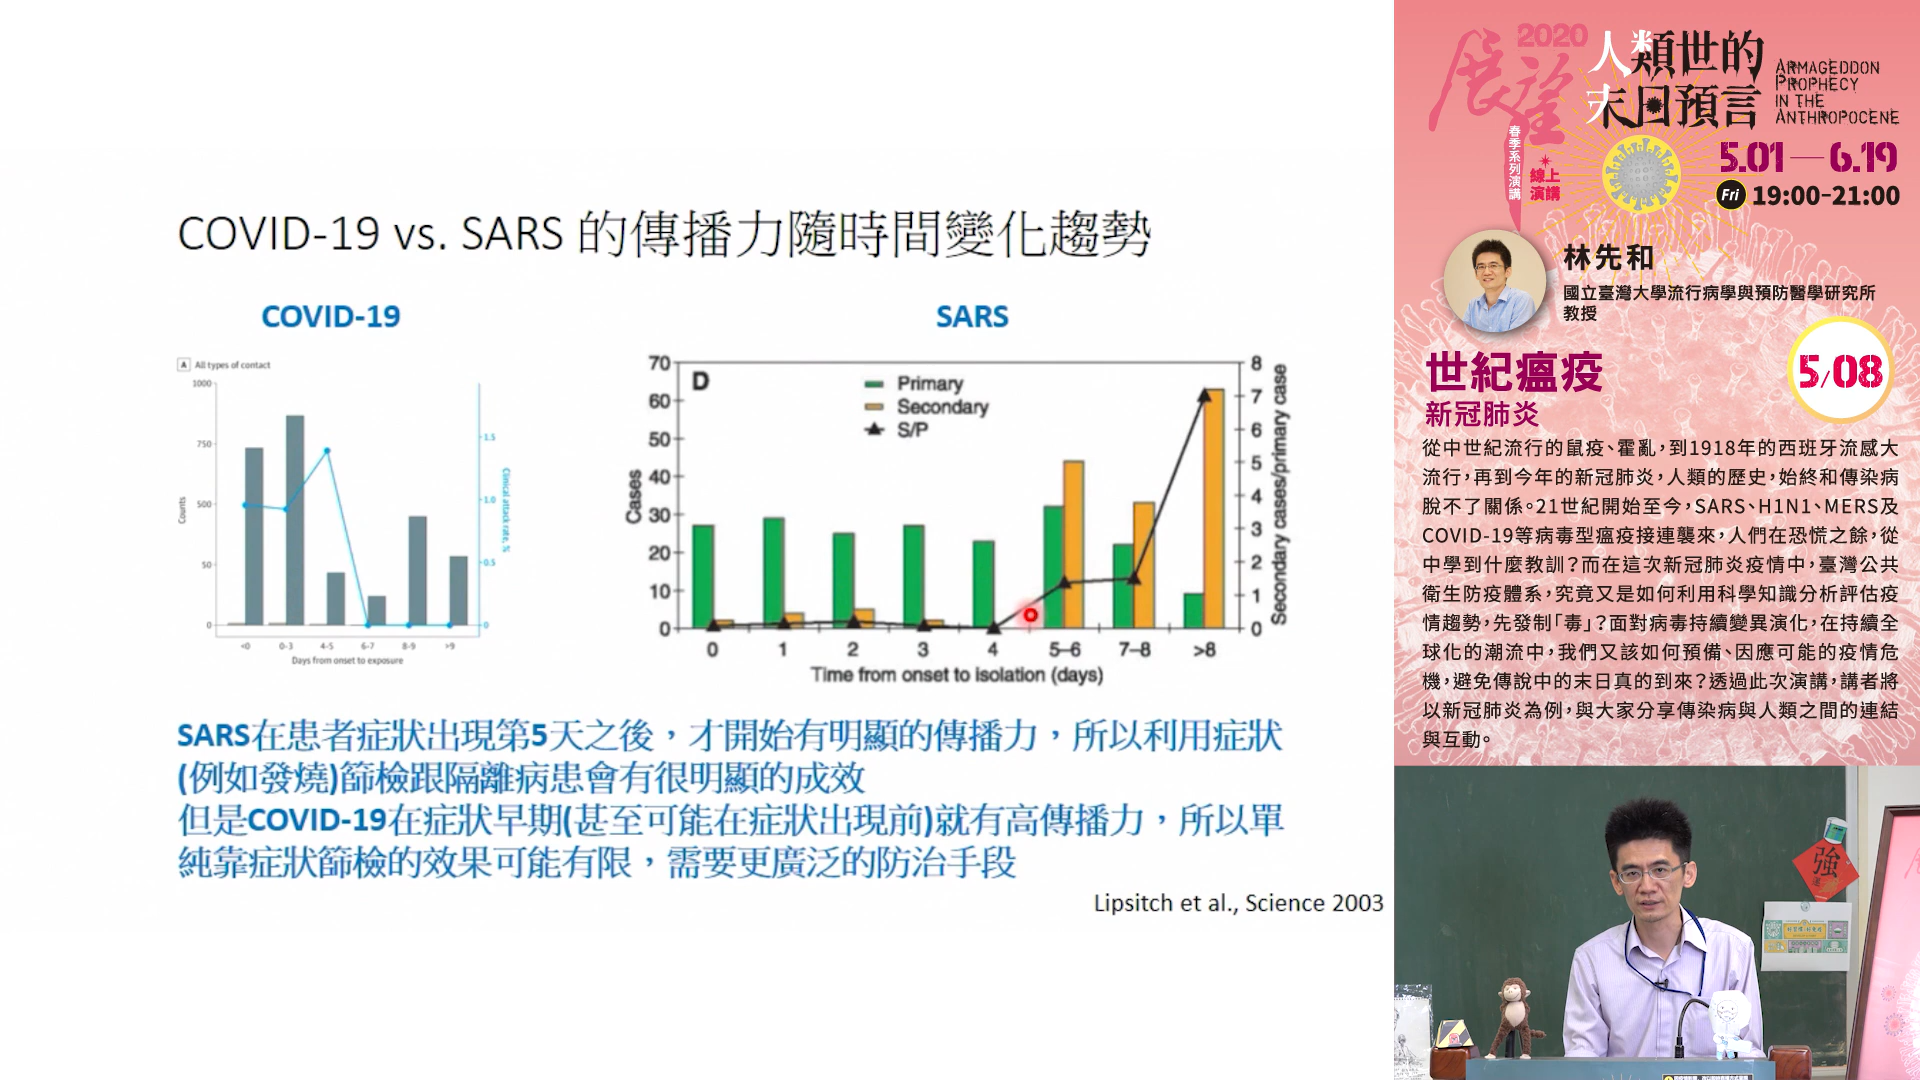 COVID-19 vs. SARS 的傳播力隨時間變化趨勢
COVID-19
SARS
A All types of contact
1000
750
500
50
0
Counts
1.5
1.0
0.5
0
Clinical attack rate, %
<0 0-3 4-5 6-7 8-9 >9
Days from onset to exposure
D
Primary
Secondary
S/P
70
60
50
40
30
20
10
0
Cases
8
7
6
5
4
3
2
1
0
Secondary cases/primary case
0 1 2 3 4 5–6 7–8 >8
Time from onset to isolation (days)
SARS在患者症狀出現第5天之後，才開始有明顯的傳播力，所以利用症狀
(例如發燒)篩檢跟隔離病患會有很明顯的成效
但是COVID-19在症狀早期(甚至可能在症狀出現前)就有高傳播力，所以單
純靠症狀篩檢的效果可能有限，需要更廣泛的防治手段
Lipsitch et al., Science 2003
2020
展望
春季系列演講
線上
演講
人類世的
末日預言
ARMAGEDDON
PROPHECY
IN THE
ANTHROPOCENE
5.01—6.19
Fri 19:00-21:00
林先和
國立臺灣大學流行病學與預防醫學研究所
教授
5/08
世紀瘟疫
新冠肺炎
從中世紀流行的鼠疫、霍亂，到1918年的西班牙流感大
流行，再到今年的新冠肺炎，人類的歷史，始終和傳染病
脫不了關係。21世紀開始至今，SARS、H1N1、MERS及
COVID-19等病毒型瘟疫接連襲來，人們在恐慌之餘，從
中學到什麼教訓？而在這次新冠肺炎疫情中，臺灣公共
衛生防疫體系，究竟又是如何利用科學知識分析評估疫
情趨勢，先發制「毒」？面對病毒持續變異演化，在持續全
球化的潮流中，我們又該如何預備、因應可能的疫情危
機，避免傳說中的末日真的到來？透過此次演講，講者將
以新冠肺炎為例，與大家分享傳染病與人類之間的連結
與互動。
強